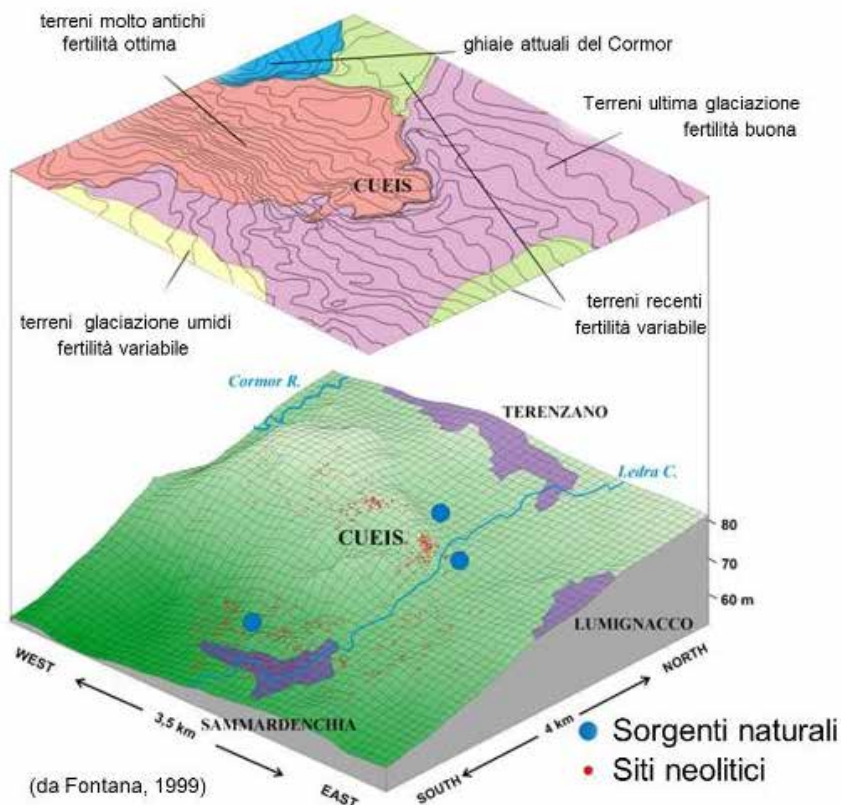 terreni molto antichi
fertilità ottima
ghiaie attuali del Cormor
Terreni ultima glaciazione
fertilità buona
CUEIS
terreni glaciazione umidi
fertilità variabile
terreni recenti
fertilità variabile
Cormor R.
TERENZANO
Ledra C.
CUEIS
80
70
60 m
LUMIGNACCO
WEST
NORTH
3,5 km
SAMMARDENCHIA
4 km
EAST
SOUTH
Sorgenti naturali
Siti neolitici
(da Fontana, 1999)